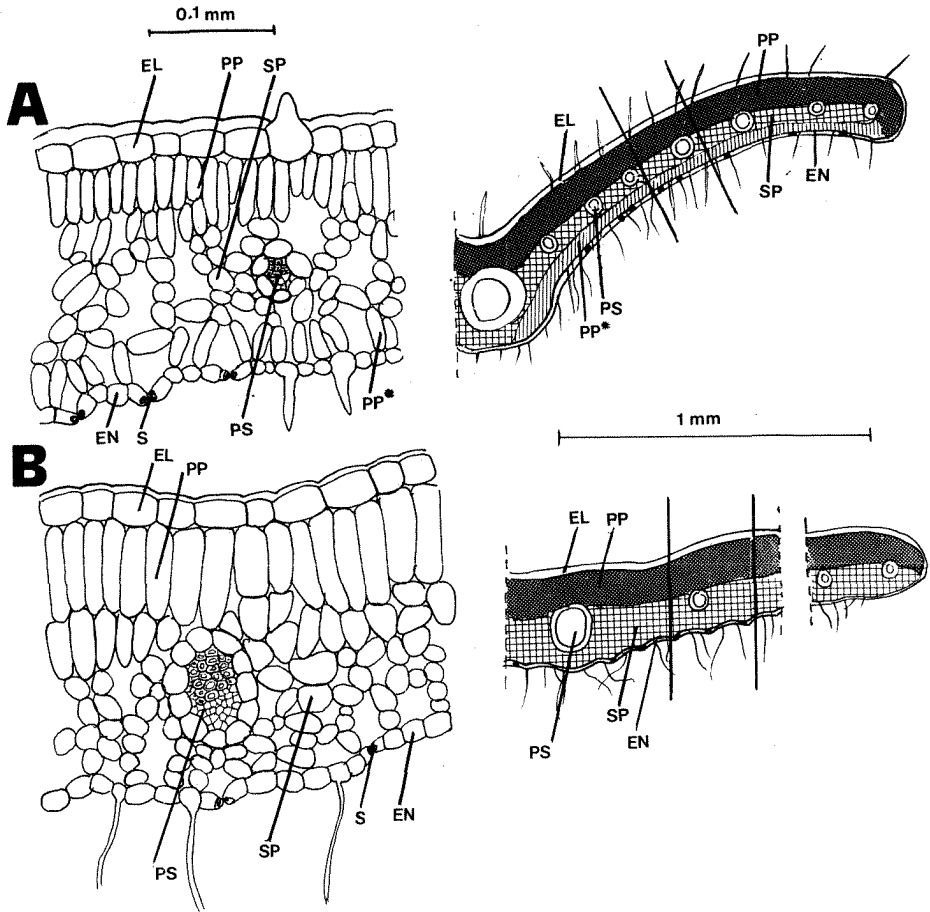 0.1 mm
EL PP SP
A
EN S PS PP*
PP
EL
SP EN
PS
PP*
1 mm
B
EL PP
PS SP S EN
EL PP
PS SP EN